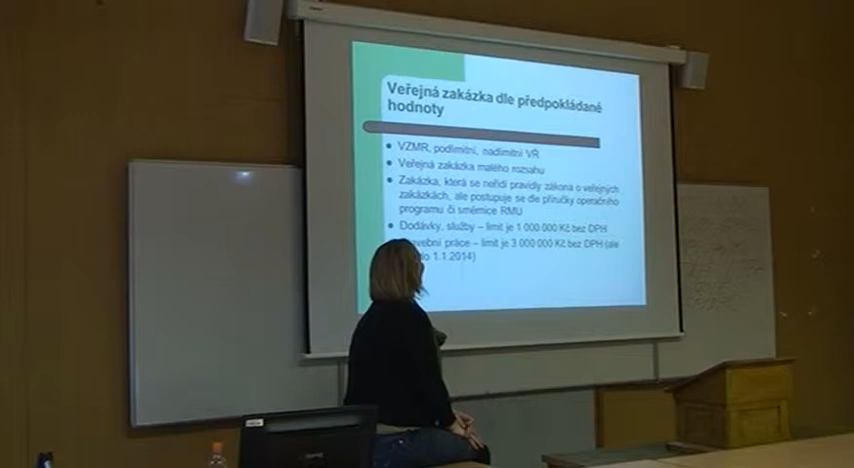 Veřejná zakázka dle předpokládané
hodnoty
VZMR, podlimitní, nadlimitní VŘ
Veřejná zakázka malého rozsahu
Zakázka, která se neřídí pravidly zákona o veřejných
zakázkách, ale postupuje se dle příručky operačního
programu či směrnice RMU
Dodávky, služby – limit je 1 000 000 Kč bez DPH
práce – limit je 3 000 000 Kč bez DPH (ale
1.1.2014)